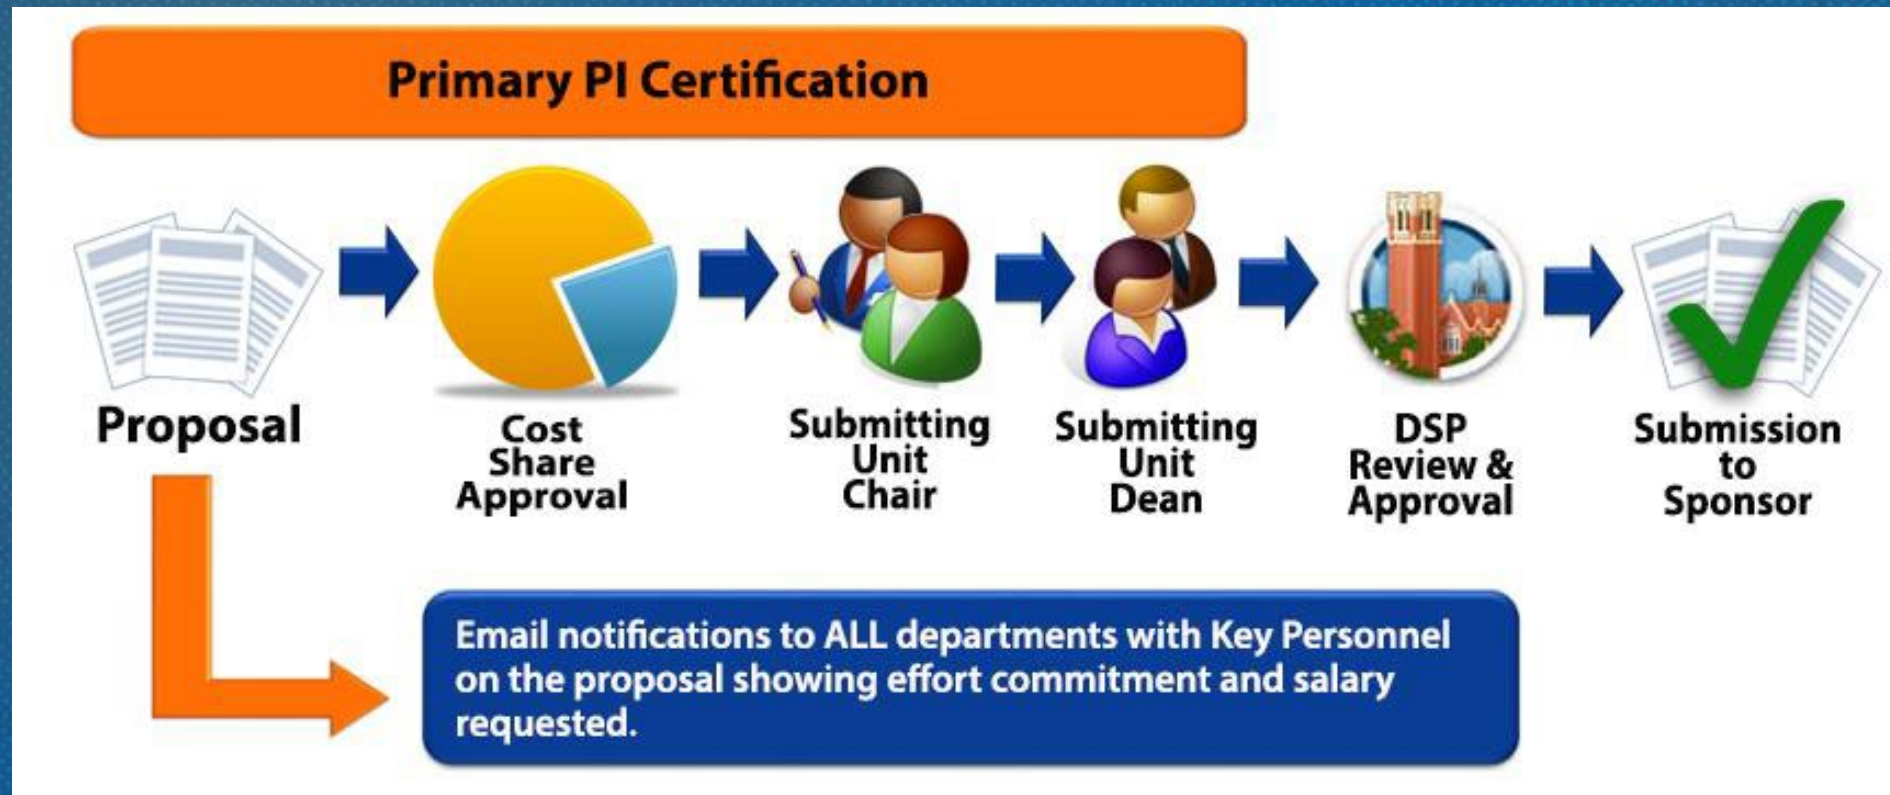 Primary PI Certification
Proposal
Cost
Share
Approval
Submitting
Unit
Chair
Submitting
Unit
Dean
DSP
Review &
Approval
Submission
to
Sponsor
Email notifications to ALL departments with Key Personnel
on the proposal showing effort commitment and salary
requested.